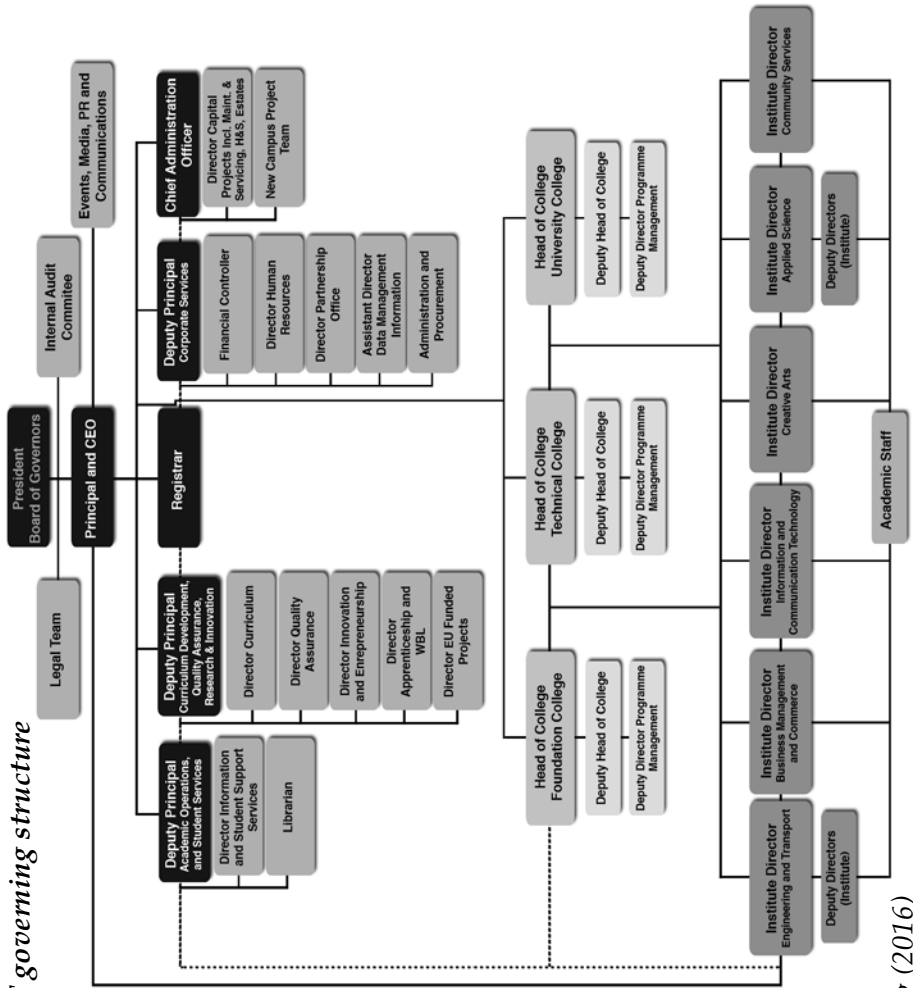 governing structure
President
Board of Governors
Legal Team
Internal Audit
Commitee
Principal and CEO
Events, Media, PR and
Communications
Deputy Principal
Academic Operations,
and Student Services
Director Information
and Student Support
Services
Librarian
Deputy Principal
Curriculum Development,
Quality Assurance,
Research & Innovation
Director Curriculum
Director Quality
Assurance
Director Innovation
and Enrepreneurship
Director
Apprenticeship and
WBL
Director EU Funded
Projects
Registrar
Deputy Principal
Corporate Services
Financial Controller
Director Human
Resources
Director Partnership
Office
Assistant Director
Data Management
Information
Administration and
Procurement
Chief Administration
Officer
Director Capital
Projects Incl. Maint. &
Servicing, H&S, Estates
New Campus Project
Team
Head of College
Foundation College
Deputy Head of College
Deputy Director Programme
Management
Head of College
Technical College
Deputy Head of College
Deputy Director Programme
Management
Head of College
University College
Deputy Head of College
Deputy Director Programme
Management
Institute Director
Engineering and Transport
Deputy Directors
(Institute)
Institute Director
Business Management
and Commerce
Institute Director
Information and
Communication Technology
Institute Director
Creative Arts
Institute Director
Applied Science
Deputy Directors
(Institute)
Institute Director
Community Services
Academic Staff
(2016)